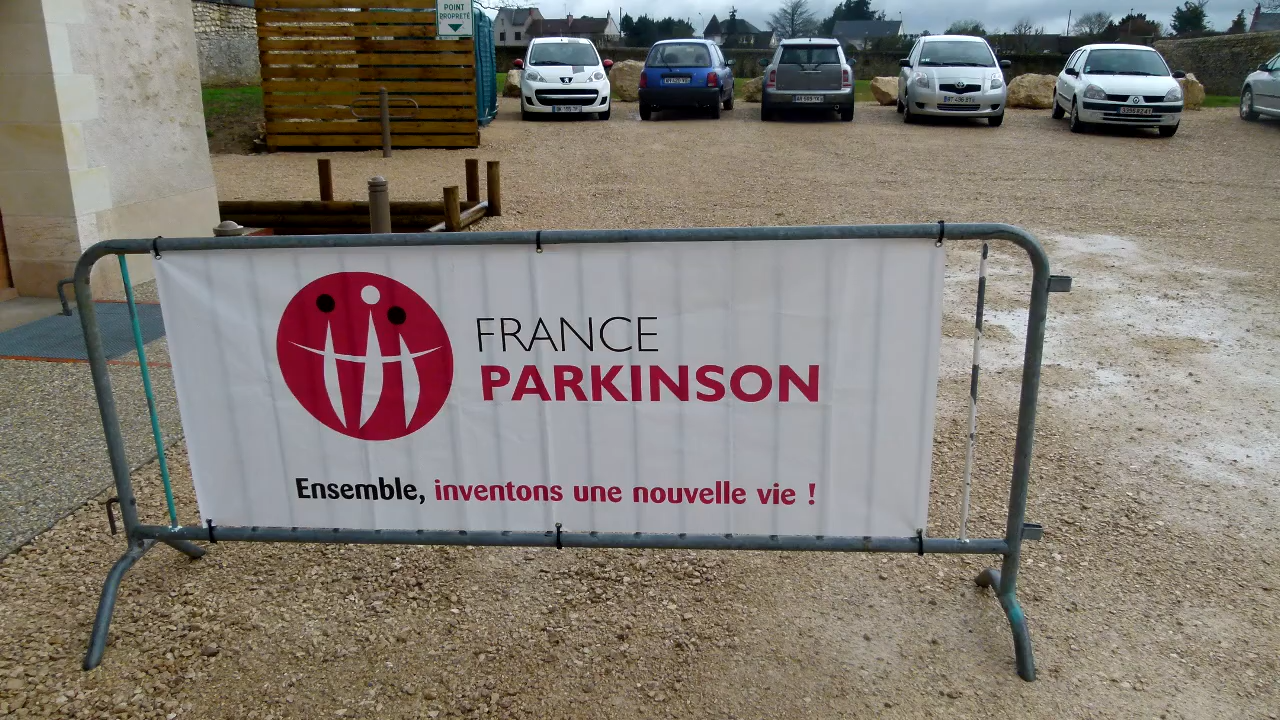 POINT
PROPRETÉ
FRANCE
PARKINSON
Ensemble, inventons une nouvelle vie !